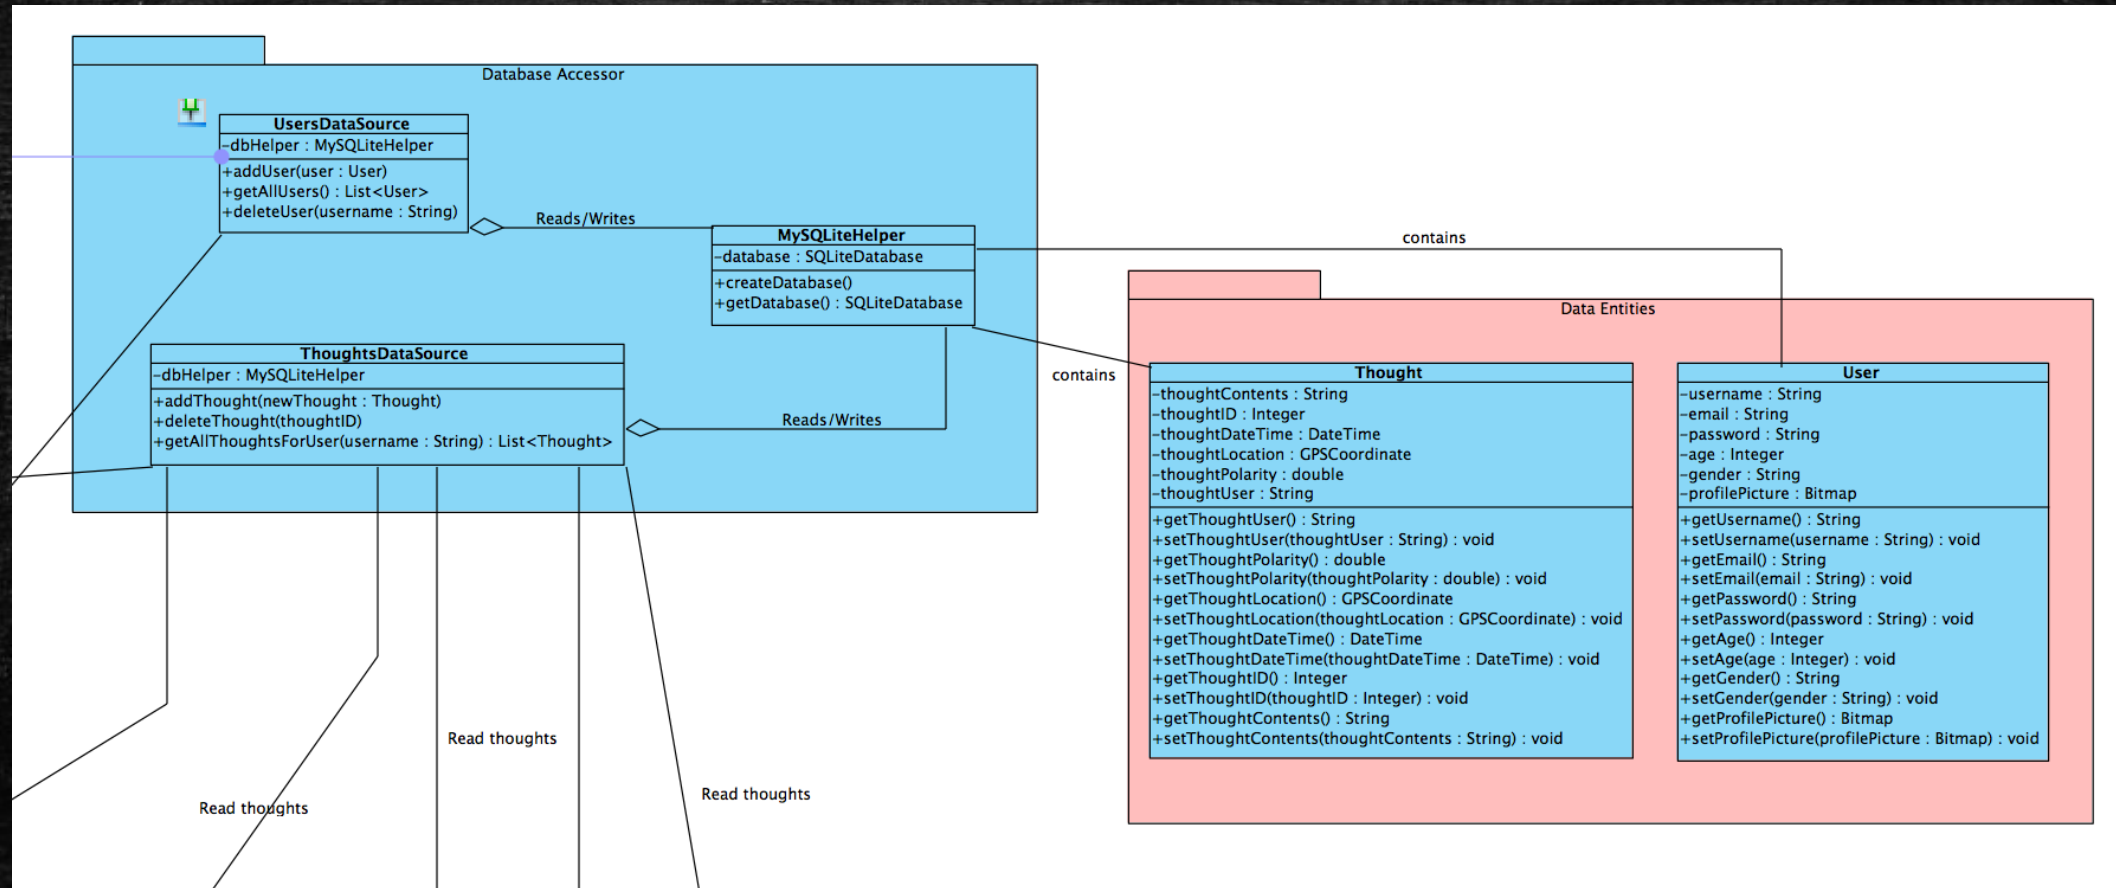 Database Accessor
UsersDataSource
-dbHelper : MySQLiteHelper
+addUser(user : User)
+getAllUsers() : List<User>
+deleteUser(username : String)
Reads/Writes
MySQLiteHelper
-database : SQLiteDatabase
+createDatabase()
+getDatabase() : SQLiteDatabase
contains
ThoughtsDataSource
-dbHelper : MySQLiteHelper
+addThought(newThought : Thought)
+deleteThought(thoughtID)
+getAllThoughtsForUser(username : String) : List<Thought>
Reads/Writes
contains
Read thoughts
Read thoughts
Read thoughts
Data Entities
Thought
-thoughtContents : String
-thoughtID : Integer
-thoughtDateTime : DateTime
-thoughtLocation : GPSCoordinate
-thoughtPolarity : double
-thoughtUser : String
+getThoughtUser() : String
+setThoughtUser(thoughtUser : String) : void
+getThoughtPolarity() : double
+setThoughtPolarity(thoughtPolarity : double) : void
+getThoughtLocation() : GPSCoordinate
+setThoughtLocation(thoughtLocation : GPSCoordinate) : void
+getThoughtDateTime() : DateTime
+setThoughtDateTime(thoughtDateTime : DateTime) : void
+getThoughtID() : Integer
+setThoughtID(thoughtID : Integer) : void
+getThoughtContents() : String
+setThoughtContents(thoughtContents : String) : void
User
-username : String
-email : String
-password : String
-age : Integer
-gender : String
-profilePicture : Bitmap
+getUsername() : String
+setUsername(username : String) : void
+getEmail() : String
+setEmail(email : String) : void
+getPassword() : String
+setPassword(password : String) : void
+getAge() : Integer
+setAge(age : Integer) : void
+getGender() : String
+setGender(gender : String) : void
+getProfilePicture() : Bitmap
+setProfilePicture(profilePicture : Bitmap) : void